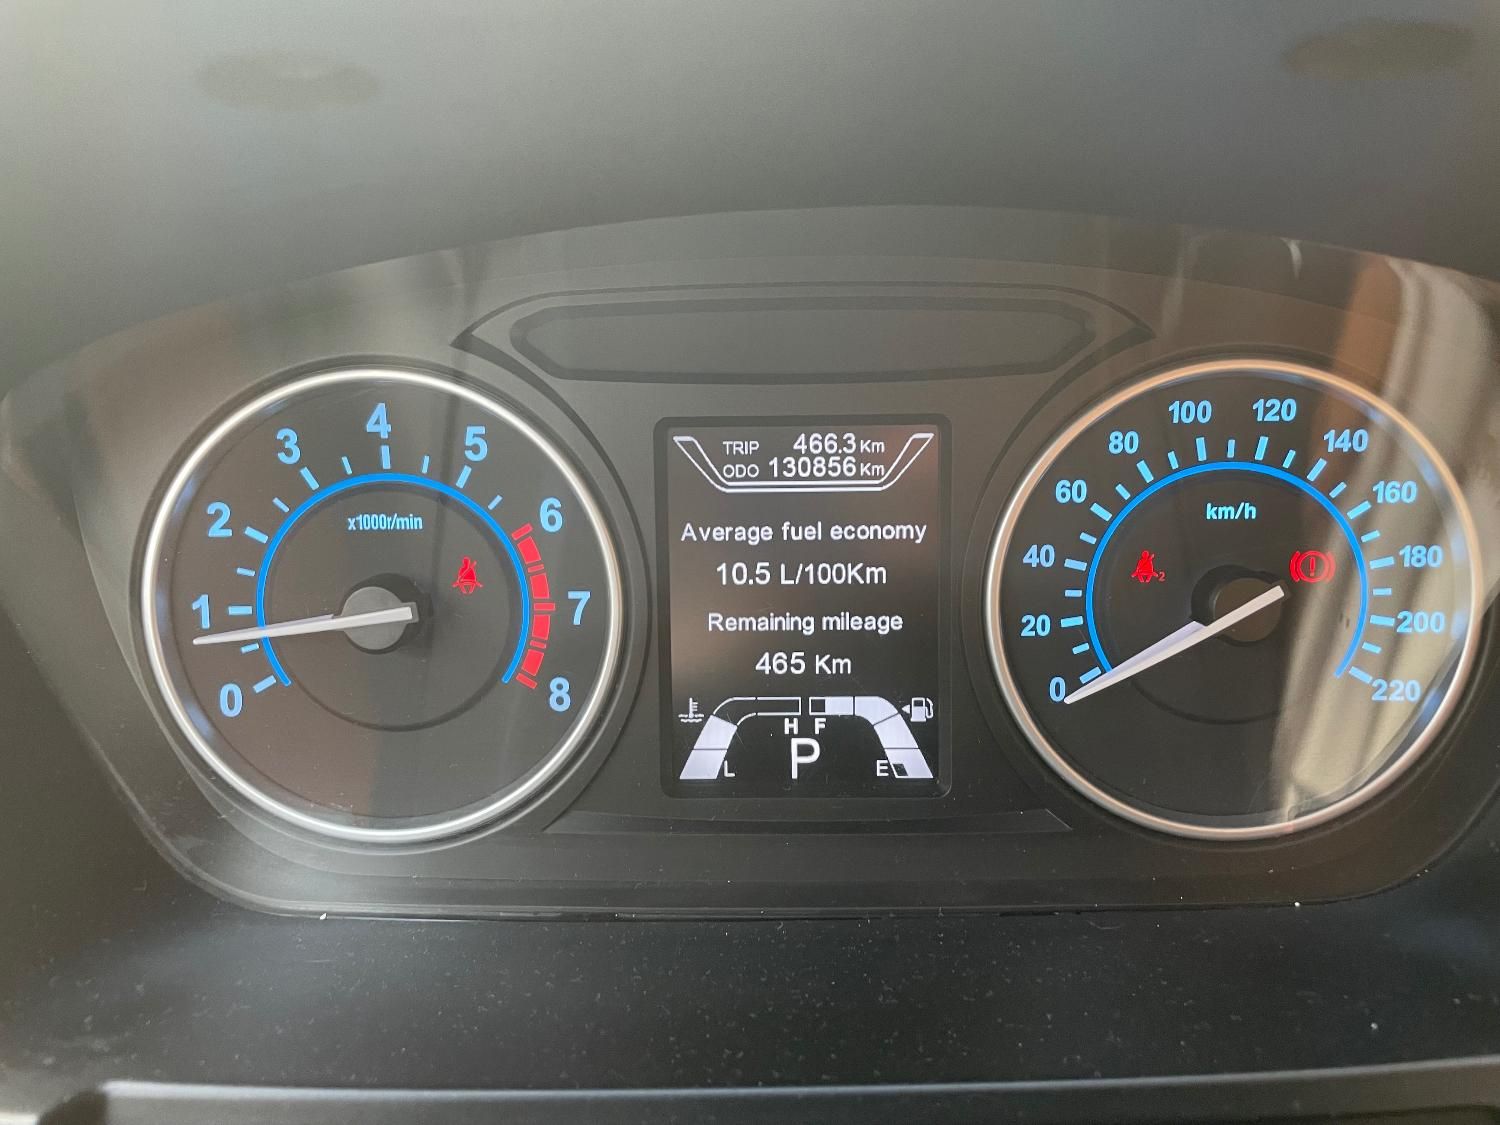 0
1
2
3
4
5
6
7
8
x1000r/min
TRIP 466.3 Km
ODO 130856 Km
Average fuel economy
10.5 L/100Km
Remaining mileage
465 Km
H F
L P E
0
20
40
60
80
100
120
140
160
180
200
220
km/h
2